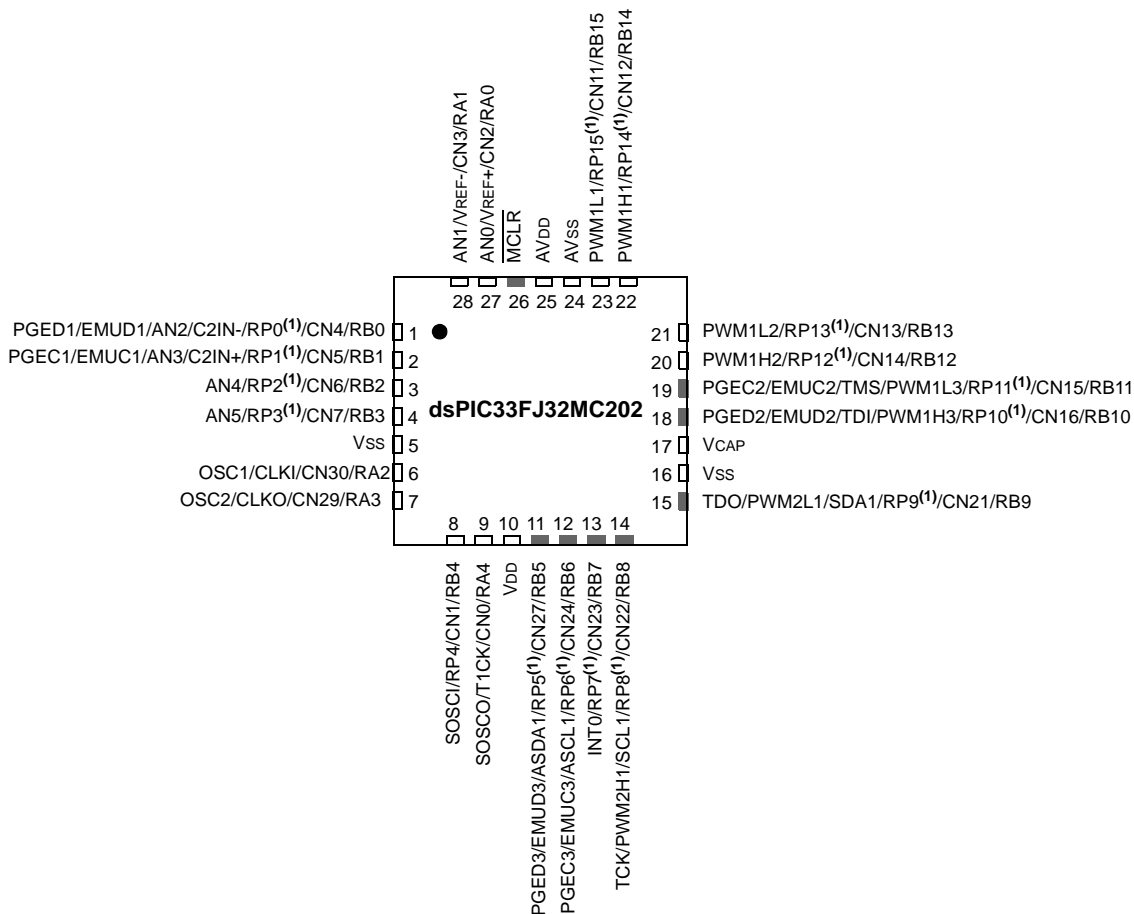 AN1/VREF-/CN3/RA1
AN0/VREF+/CN2/RA0
MCLR
AVDD
AVSS
PWM1L1/RP15(1)/CN11/RB15
PWM1H1/RP14(1)/CN12/RB14
28 27 26 25 24 23 22
PGED1/EMUD1/AN2/C2IN-/RP0(1)/CN4/RB0 1
PGEC1/EMUC1/AN3/C2IN+/RP1(1)/CN5/RB1 2
AN4/RP2(1)/CN6/RB2 3
AN5/RP3(1)/CN7/RB3 4
VSS 5
OSC1/CLKI/CN30/RA2 6
OSC2/CLKO/CN29/RA3 7
dsPIC33FJ32MC202
21 PWM1L2/RP13(1)/CN13/RB13
20 PWM1H2/RP12(1)/CN14/RB12
19 PGEC2/EMUC2/TMS/PWM1L3/RP11(1)/CN15/RB11
18 PGED2/EMUD2/TDI/PWM1H3/RP10(1)/CN16/RB10
17 VCAP
16 VSS
15 TDO/PWM2L1/SDA1/RP9(1)/CN21/RB9
8 9 10 11 12 13 14
SOSCI/RP4/CN1/RB4
SOSCO/T1CK/CN0/RA4
VDD
PGED3/EMUD3/ASDA1/RP5(1)/CN27/RB5
PGEC3/EMUC3/ASCL1/RP6(1)/CN24/RB6
INT0/RP7(1)/CN23/RB7
TCK/PWM2H1/SCL1/RP8(1)/CN22/RB8